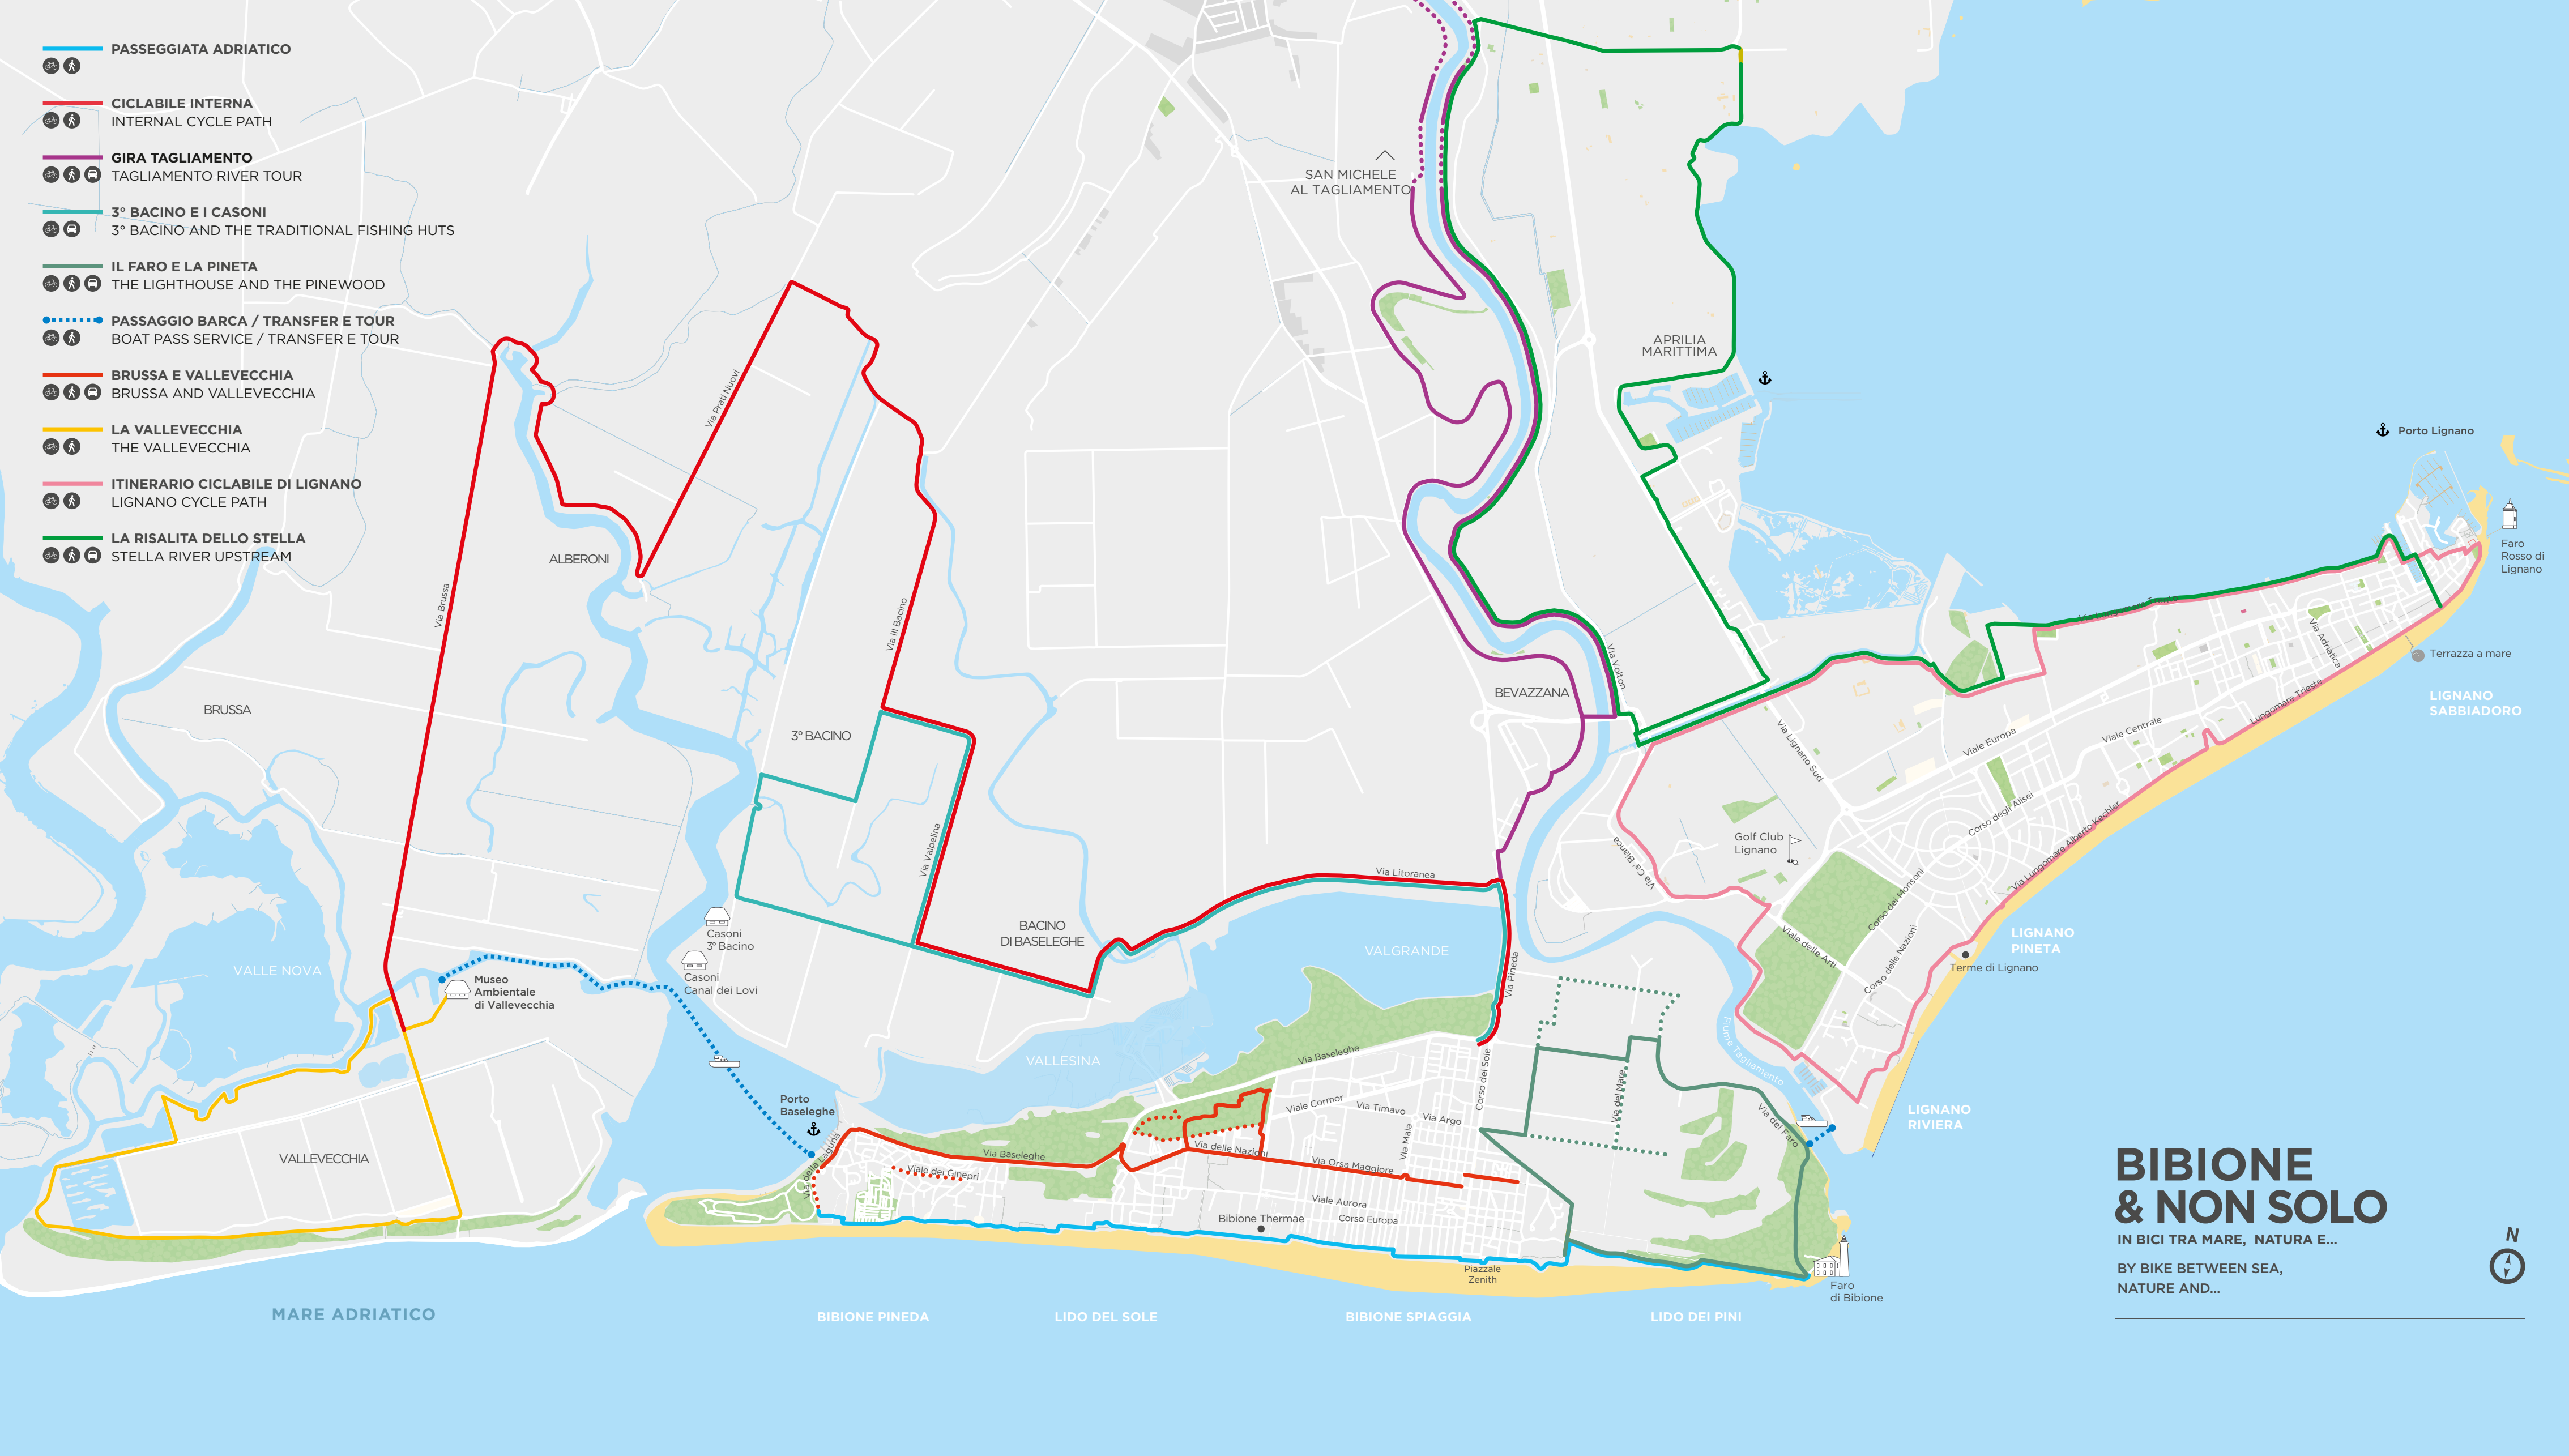 PASSEGGIATA ADRIATICO
CICLABILE INTERNA
INTERNAL CYCLE PATH
GIRA TAGLIAMENTO
TAGLIAMENTO RIVER TOUR
3° BACINO E I CASONI
3° BACINO AND THE TRADITIONAL FISHING HUTS
IL FARO E LA PINETA
THE LIGHTHOUSE AND THE PINEWOOD
PASSAGGIO BARCA / TRANSFER E TOUR
BOAT PASS SERVICE / TRANSFER E TOUR
BRUSSA E VALLEVECCHIA
BRUSSA AND VALLEVECCHIA
LA VALLEVECCHIA
THE VALLEVECCHIA
ITINERARIO CICLABILE DI LIGNANO
LIGNANO CYCLE PATH
LA RISALITA DELLO STELLA
STELLA RIVER UPSTREAM
SAN MICHELE
AL TAGLIAMENTO
APRILIA
MARITTIMA
Porto Lignano
Faro
Rosso di
Lignano
Via Prati Nuovi
ALBERONI
Via Brussa
Via III Bacino
Via Lungomare Trento
Via Adriatica
Terrazza a mare
LIGNANO
SABBIADORO
Via Volton
BEVAZZANA
BRUSSA
3° BACINO
Via Lignano Sud
Viale Europa
Viale Centrale
Lungomare Trieste
Via Valpelina
Via Litoranea
Via Ca' Bianca
Golf Club
Lignano
Corso degli Alisei
Via Lungomare Alberto Kechler
Corso dei Monsoni
Corso delle Nazioni
Viale delle Arti
LIGNANO
PINETA
Terme di Lignano
Casoni
3° Bacino
Casoni
Canal dei Lovi
BACINO
DI BASELEGHE
VALGRANDE
Via Pineda
VALLE NOVA
Museo
Ambientale
di Vallevecchia
VALLESINA
Via Baseleghe
Corso del Sole
Via del Mare
Fiume Tagliamento
Via del Faro
LIGNANO
RIVIERA
Porto
Baseleghe
Viale Cormor
Via Timavo
Via Argo
Via Maia
VALLEVECCHIA
Via della Laguna
Viale dei Ginepri
Via Baseleghe
Via delle Nazioni
Via Orsa Maggiore
Viale Aurora
Corso Europa
Bibione Thermae
Piazzale
Zenith
Faro
di Bibione
MARE ADRIATICO
BIBIONE PINEDA
LIDO DEL SOLE
BIBIONE SPIAGGIA
LIDO DEI PINI
BIBIONE
& NON SOLO
IN BICI TRA MARE, NATURA E...
BY BIKE BETWEEN SEA,
NATURE AND...
N